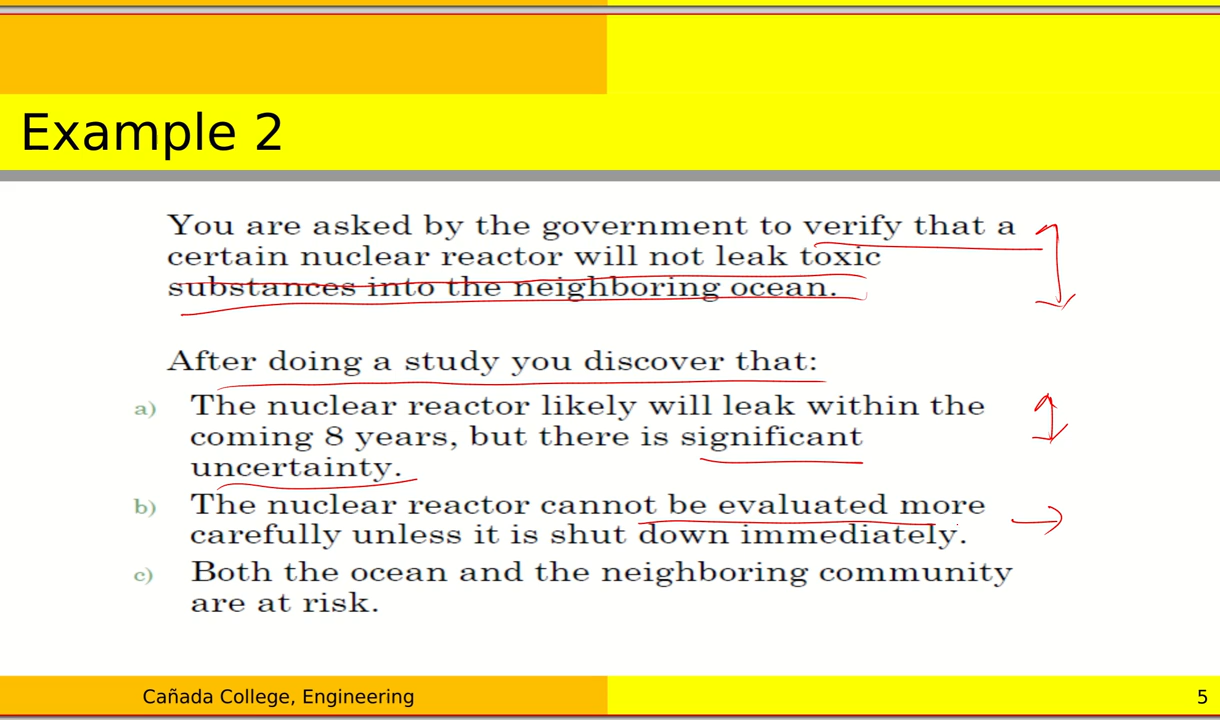 Example 2
You are asked by the government to verify that a
certain nuclear reactor will not leak toxic
substances into the neighboring ocean.
After doing a study you discover that:
a) The nuclear reactor likely will leak within the
coming 8 years, but there is significant
uncertainty.
b) The nuclear reactor cannot be evaluated more
carefully unless it is shut down immediately.
c) Both the ocean and the neighboring community
are at risk.
Cañada College, Engineering
5